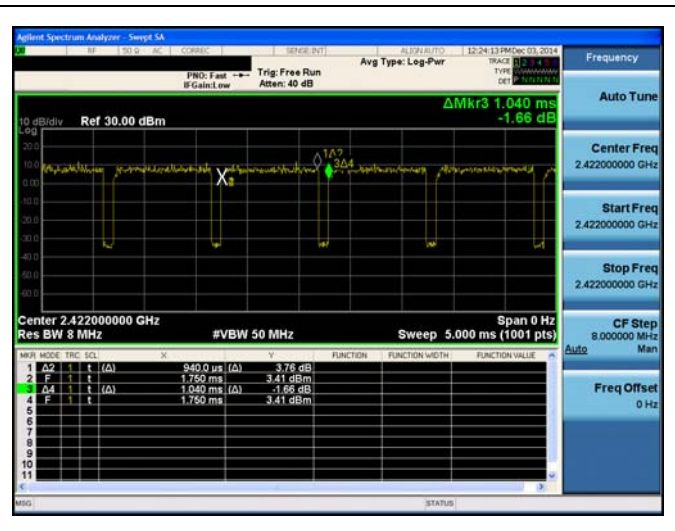 Agilent Spectrum Analyzer - Swept SA
RF 50 Ω AC CORREC SENSE:INT ALIGN AUTO 12:24:13 PM Dec 03, 2014
Avg Type: Log-Pwr
PNO: Fast Trig: Free Run
IFGain:Low Atten: 40 dB
TRACE 1 2 3 4 5 6
TYPE
DET P N N N N N
ΔMkr3 1.040 ms
-1.66 dB
10 dB/div Ref 30.00 dBm
Log
20.0
10.0
0.00
-10.0
-20.0
-30.0
-40.0
-50.0
-60.0
1Δ2
3Δ4
X
Center 2.422000000 GHz Span 0 Hz
Res BW 8 MHz #VBW 50 MHz Sweep 5.000 ms (1001 pts)
MKR MODE TRC SCL X Y FUNCTION FUNCTION WIDTH FUNCTION VALUE
1 Δ2 1 t (Δ) 940.0 µs (Δ) 3.76 dB
2 F 1 t 1.750 ms 3.41 dBm
3 Δ4 1 t (Δ) 1.040 ms (Δ) -1.66 dB
4 F 1 t 1.750 ms 3.41 dBm
5
6
7
8
9
10
11
MSG STATUS
Frequency
Auto Tune
Center Freq
2.422000000 GHz
Start Freq
2.422000000 GHz
Stop Freq
2.422000000 GHz
CF Step
8.000000 MHz
Auto Man
Freq Offset
0 Hz